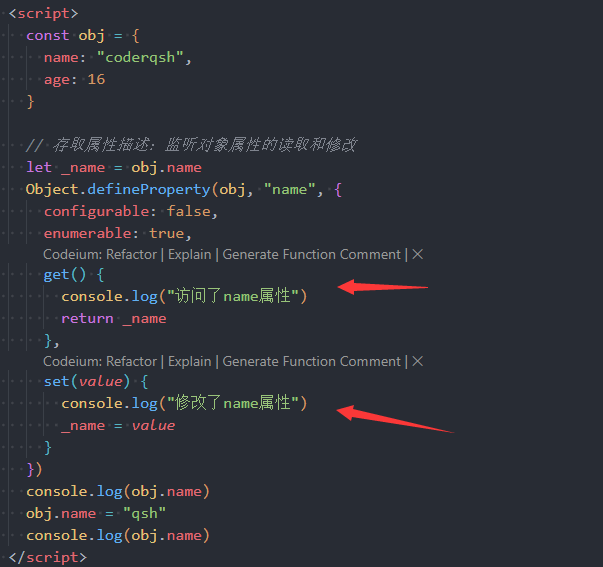 <script>
const obj = {
name: "coderqsh",
age: 16
}
// 存取属性描述: 监听对象属性的读取和修改
let _name = obj.name
Object.defineProperty(obj, "name", {
configurable: false,
enumerable: true,
Codeium: Refactor | Explain | Generate Function Comment | ×
get() {
console.log("访问了name属性")
return _name
},
Codeium: Refactor | Explain | Generate Function Comment | ×
set(value) {
console.log("修改了name属性")
_name = value
}
})
console.log(obj.name)
obj.name = "qsh"
console.log(obj.name)
</script>